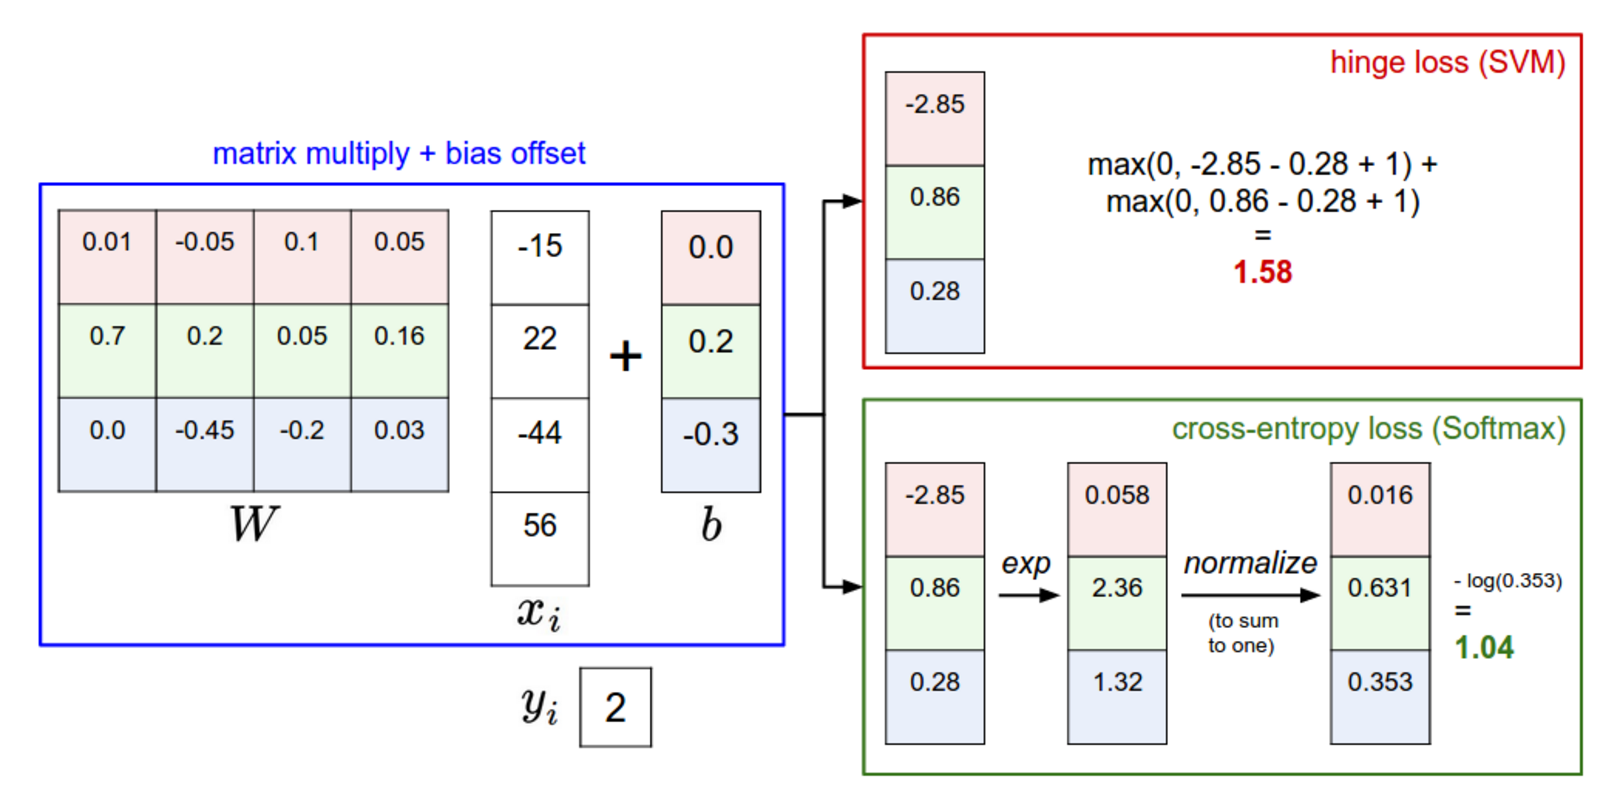 matrix multiply + bias offset
0.01 -0.05 0.1 0.05
0.7 0.2 0.05 0.16
0.0 -0.45 -0.2 0.03
W
-15
22
-44
56
xi
+
0.0
0.2
-0.3
b
yi 2
hinge loss (SVM)
-2.85
0.86
0.28
max(0, -2.85 - 0.28 + 1) +
max(0, 0.86 - 0.28 + 1)
=
1.58
cross-entropy loss (Softmax)
-2.85
0.86
0.28
exp
0.058
2.36
1.32
normalize
(to sum
to one)
0.016
0.631
0.353
- log(0.353)
=
1.04